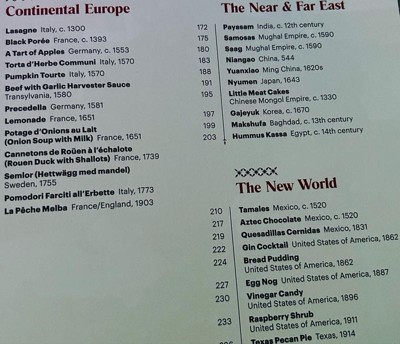 Continental Europe
Lasagne Italy, c. 1300
Black Porée France, c. 1393
A Tart of Apples Germany, c. 1553
Torta d'Herbe Communi Italy, 1570
Pumpkin Tourte Italy, 1570
Beef with Garlic Harvester Sauce
Transylvania, 1580
Precedella Germany, 1581
Lemonade France, 1651
Potage d'Onions au Lait
(Onion Soup with Milk) France, 1651
Cannetons de Roüen à l'échalote
(Rouen Duck with Shallots) France, 1739
Semlor (Hettwägg med mandel)
Sweden, 1755
Pomodori Farciti all'Erbette Italy, 1773
La Pêche Melba France/England, 1903
The Near & Far East
172 Payasam India, c. 12th century
175 Samosas Mughal Empire, c. 1590
180 Saag Mughal Empire, c. 1590
183 Niangao China, 544
188 Yuanxiao Ming China, 1620s
191 Nyumen Japan, 1643
195 Little Meat Cakes
Chinese Mongol Empire, c. 1330
197 Gajeyuk Korea, c. 1670
199 Makshufa Baghdad, c. 13th century
203 Hummus Kassa Egypt, c. 14th century
The New World
210 Tamales Mexico, c. 1520
217 Aztec Chocolate Mexico, c. 1520
219 Quesadillas Cernidas Mexico, 1831
222 Gin Cocktail United States of America, 1862
224 Bread Pudding
United States of America, 1862
227 Egg Nog United States of America, 1887
230 Vinegar Candy
United States of America, 1896
233 Raspberry Shrub
United States of America, 1911
Texas Pecan Pie Texas, 1914